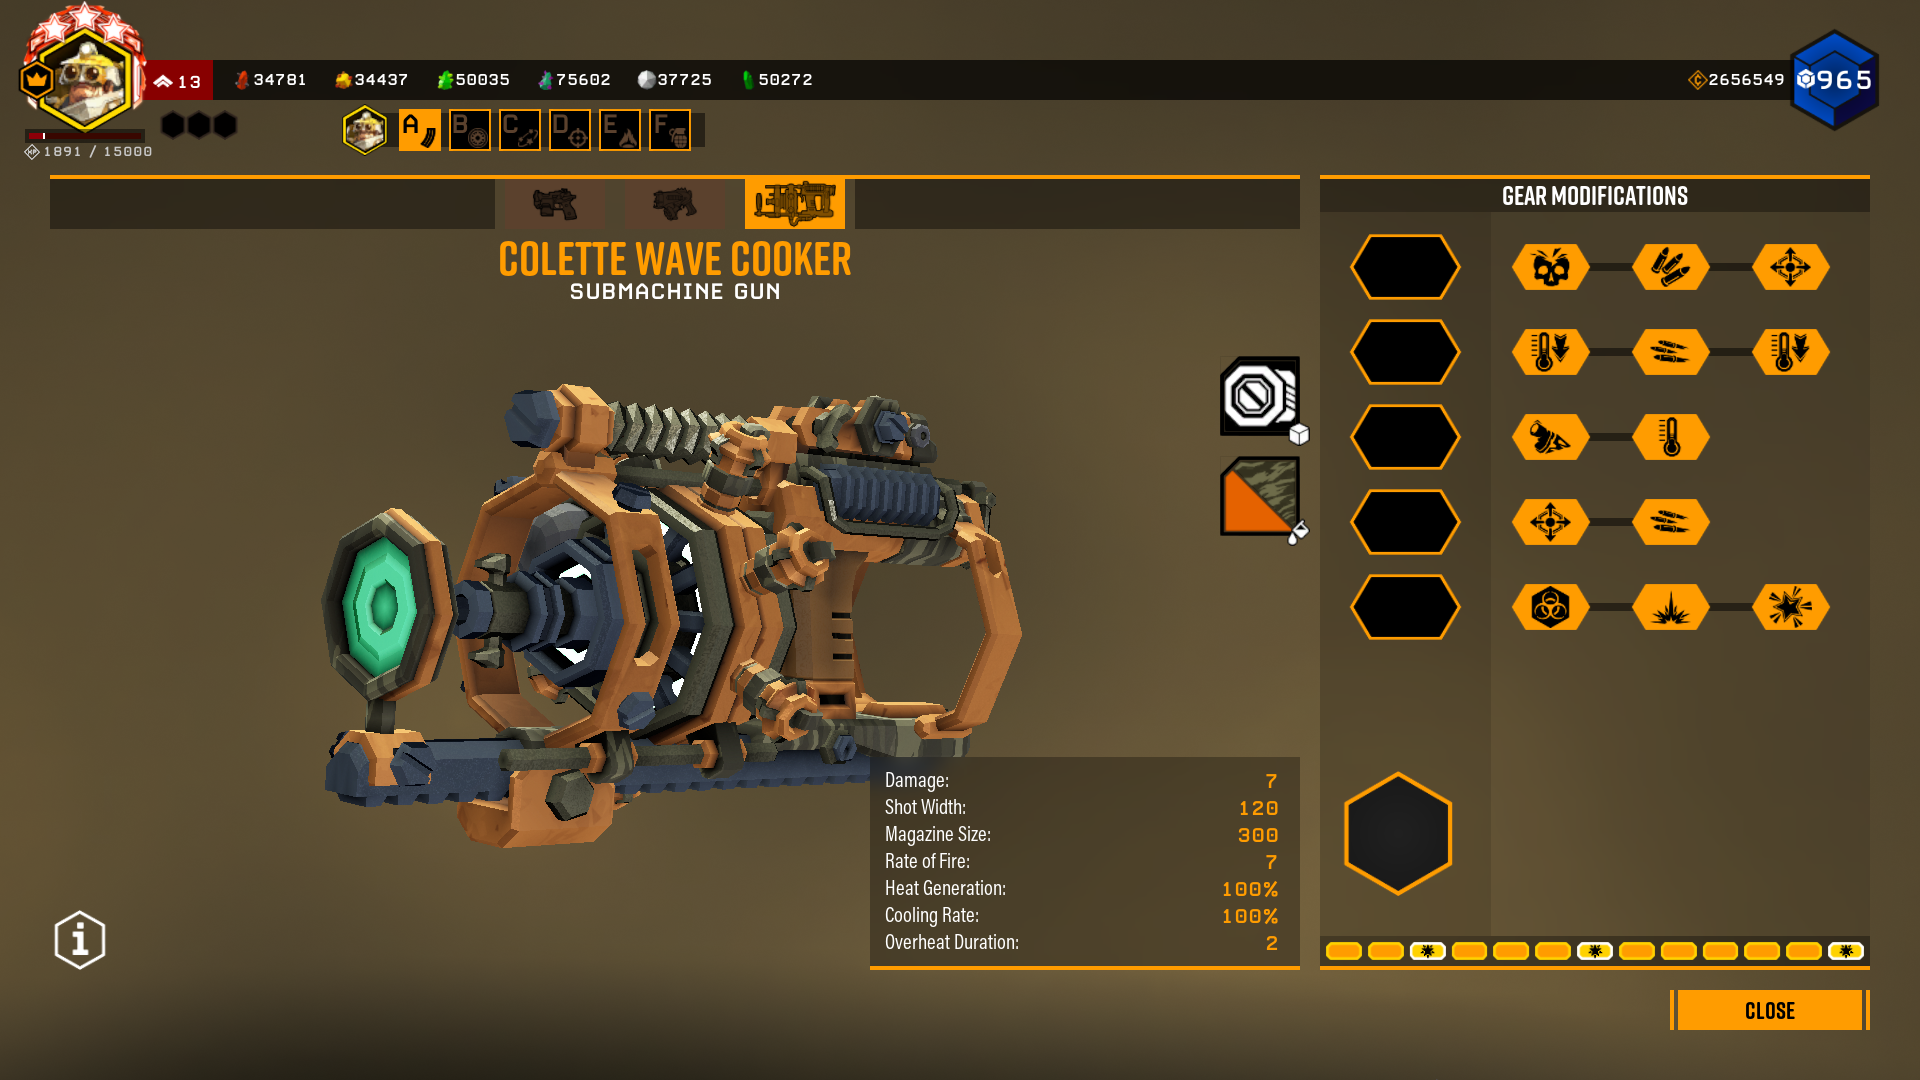 13 34781 34437 50035 75602 37725 50272 2656549 965
A B C D E F
1891 / 15000
GEAR MODIFICATIONS
COLETTE WAVE COOKER
SUBMACHINE GUN
Damage: 7
Shot Width: 120
Magazine Size: 300
Rate of Fire: 7
Heat Generation: 100%
Cooling Rate: 100%
Overheat Duration: 2
CLOSE